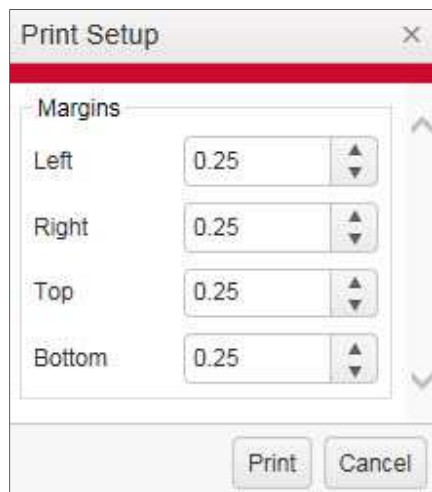 Print Setup
Margins
Left 0.25
Right 0.25
Top 0.25
Bottom 0.25
Print Cancel